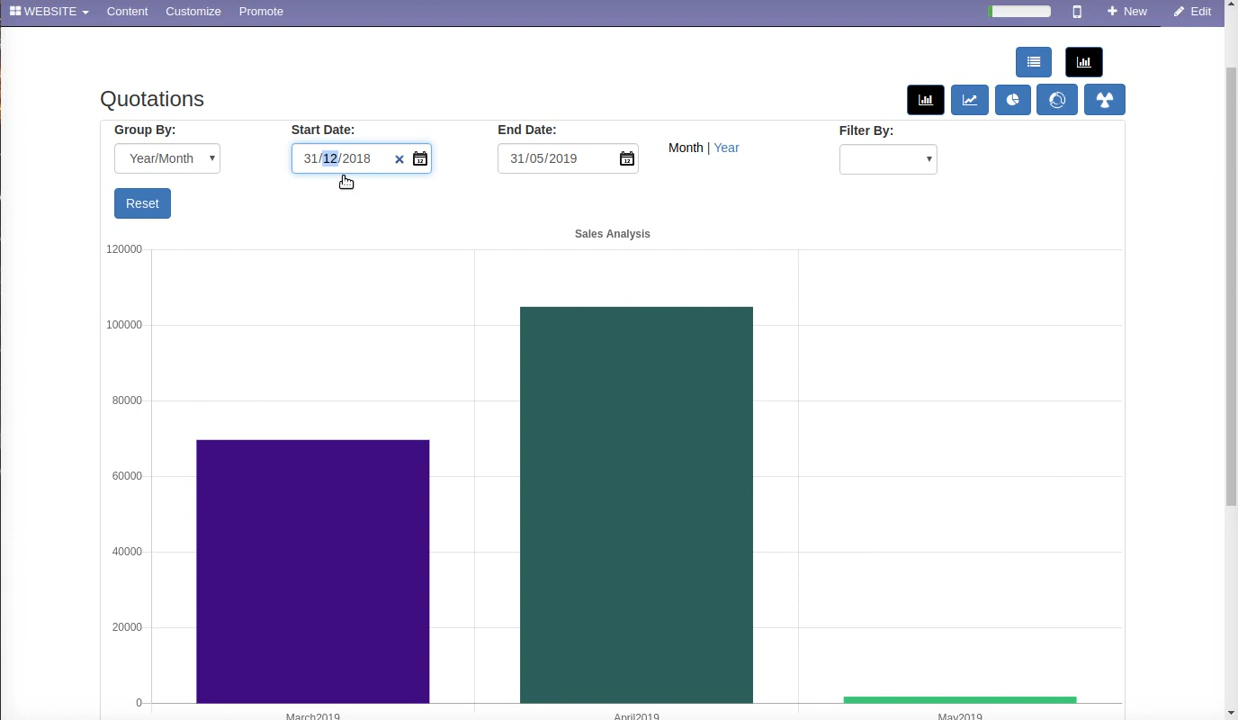 WEBSITE Content Customize Promote New Edit
Quotations
Group By: Start Date: End Date: Filter By:
Year/Month 31/12/2018 31/05/2019 Month | Year
Reset
Sales Analysis
120000
100000
80000
60000
40000
20000
0
March2019 April2019 May2019